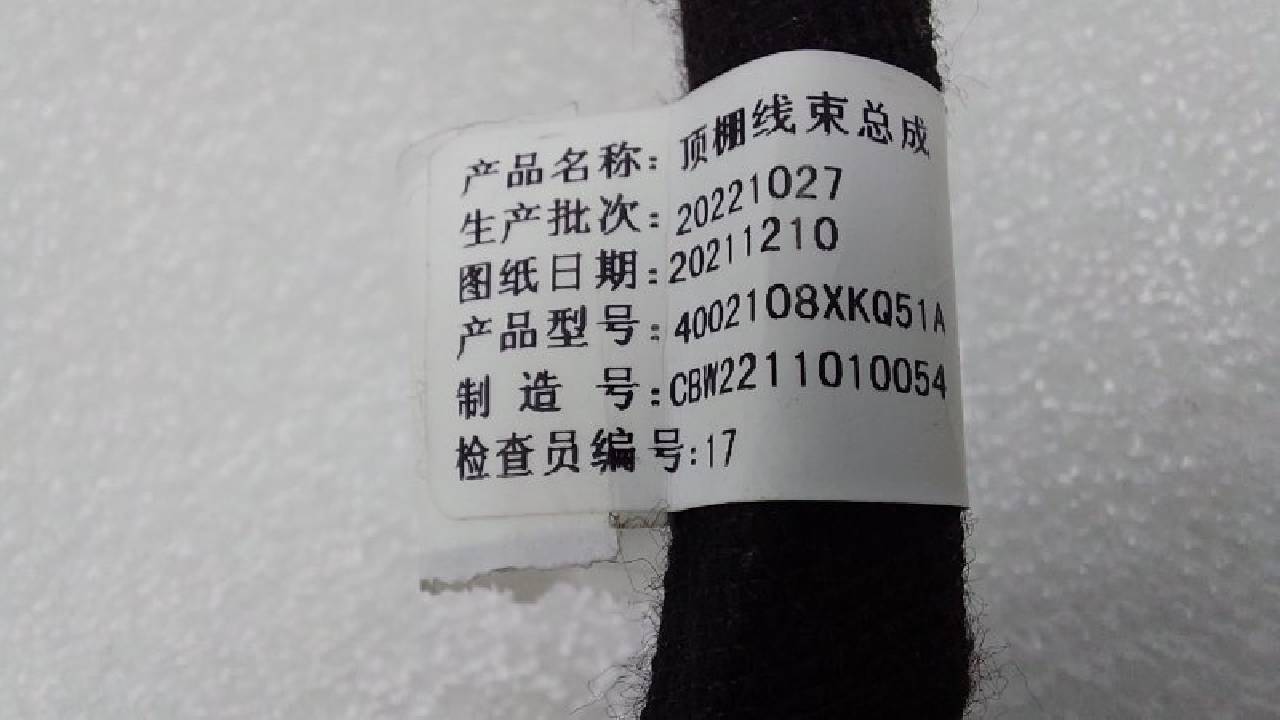 产品名称：顶棚线束总成
生产批次：20221027
图纸日期：20211210
产品型号：4002108XKQ51A
制 造 号：CBW2211010054
检查员编号:17